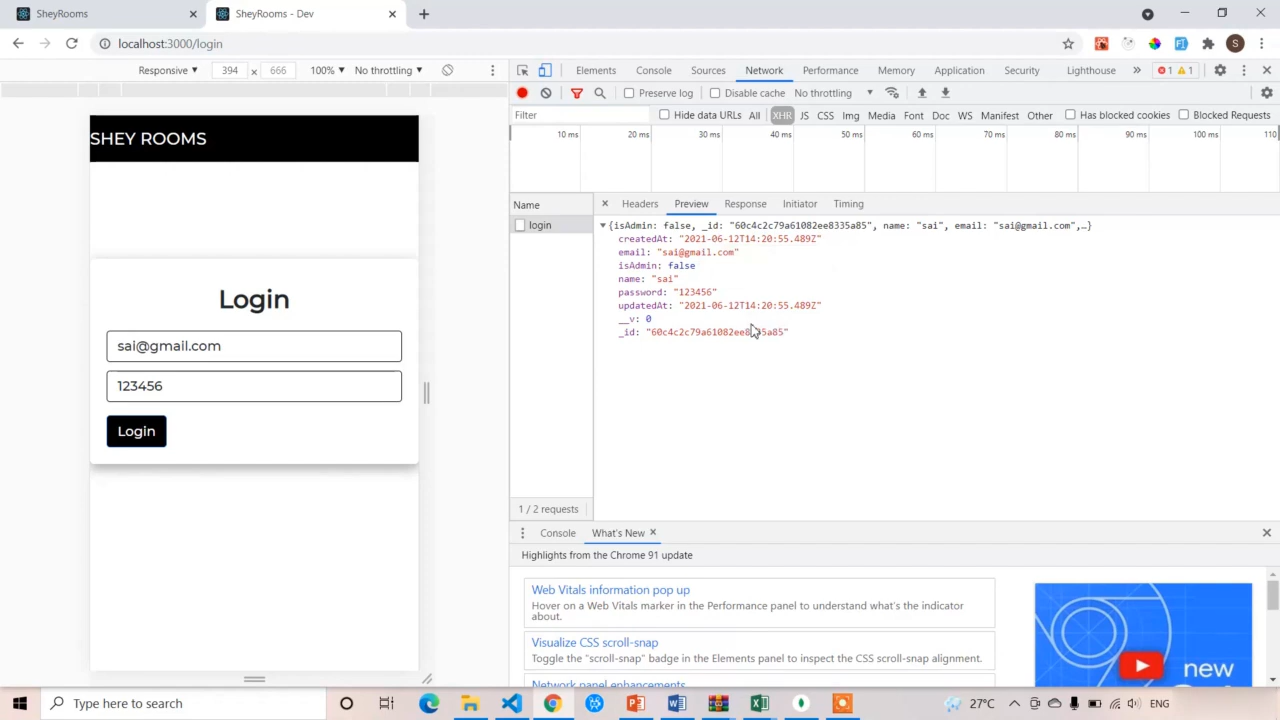 SheyRooms
SheyRooms - Dev
localhost:3000/login
S
Responsive 394 x 666 100% No throttling
Elements Console Sources Network Performance Memory Application Security Lighthouse 1 1
Preserve log Disable cache No throttling
Filter Hide data URLs All XHR JS CSS Img Media Font Doc WS Manifest Other Has blocked cookies Blocked Requests
10 ms 20 ms 30 ms 40 ms 50 ms 60 ms 70 ms 80 ms 90 ms 100 ms 110
SHEY ROOMS
Login
sai@gmail.com
123456
Login
Name
login
1 / 2 requests
Headers Preview Response Initiator Timing
{isAdmin: false, _id: "60c4c2c79a61082ee8335a85", name: "sai", email: "sai@gmail.com",…}
createdAt: "2021-06-12T14:20:55.489Z"
email: "sai@gmail.com"
isAdmin: false
name: "sai"
password: "123456"
updatedAt: "2021-06-12T14:20:55.489Z"
__v: 0
_id: "60c4c2c79a61082ee8335a85"
Console What's New
Highlights from the Chrome 91 update
Web Vitals information pop up
Hover on a Web Vitals marker in the Performance panel to understand what's the indicator
about.
Visualize CSS scroll-snap
Toggle the "scroll-snap" badge in the Elements panel to inspect the CSS scroll-snap alignment.
Network panel enhancements
new
Type here to search
27°C
ENG